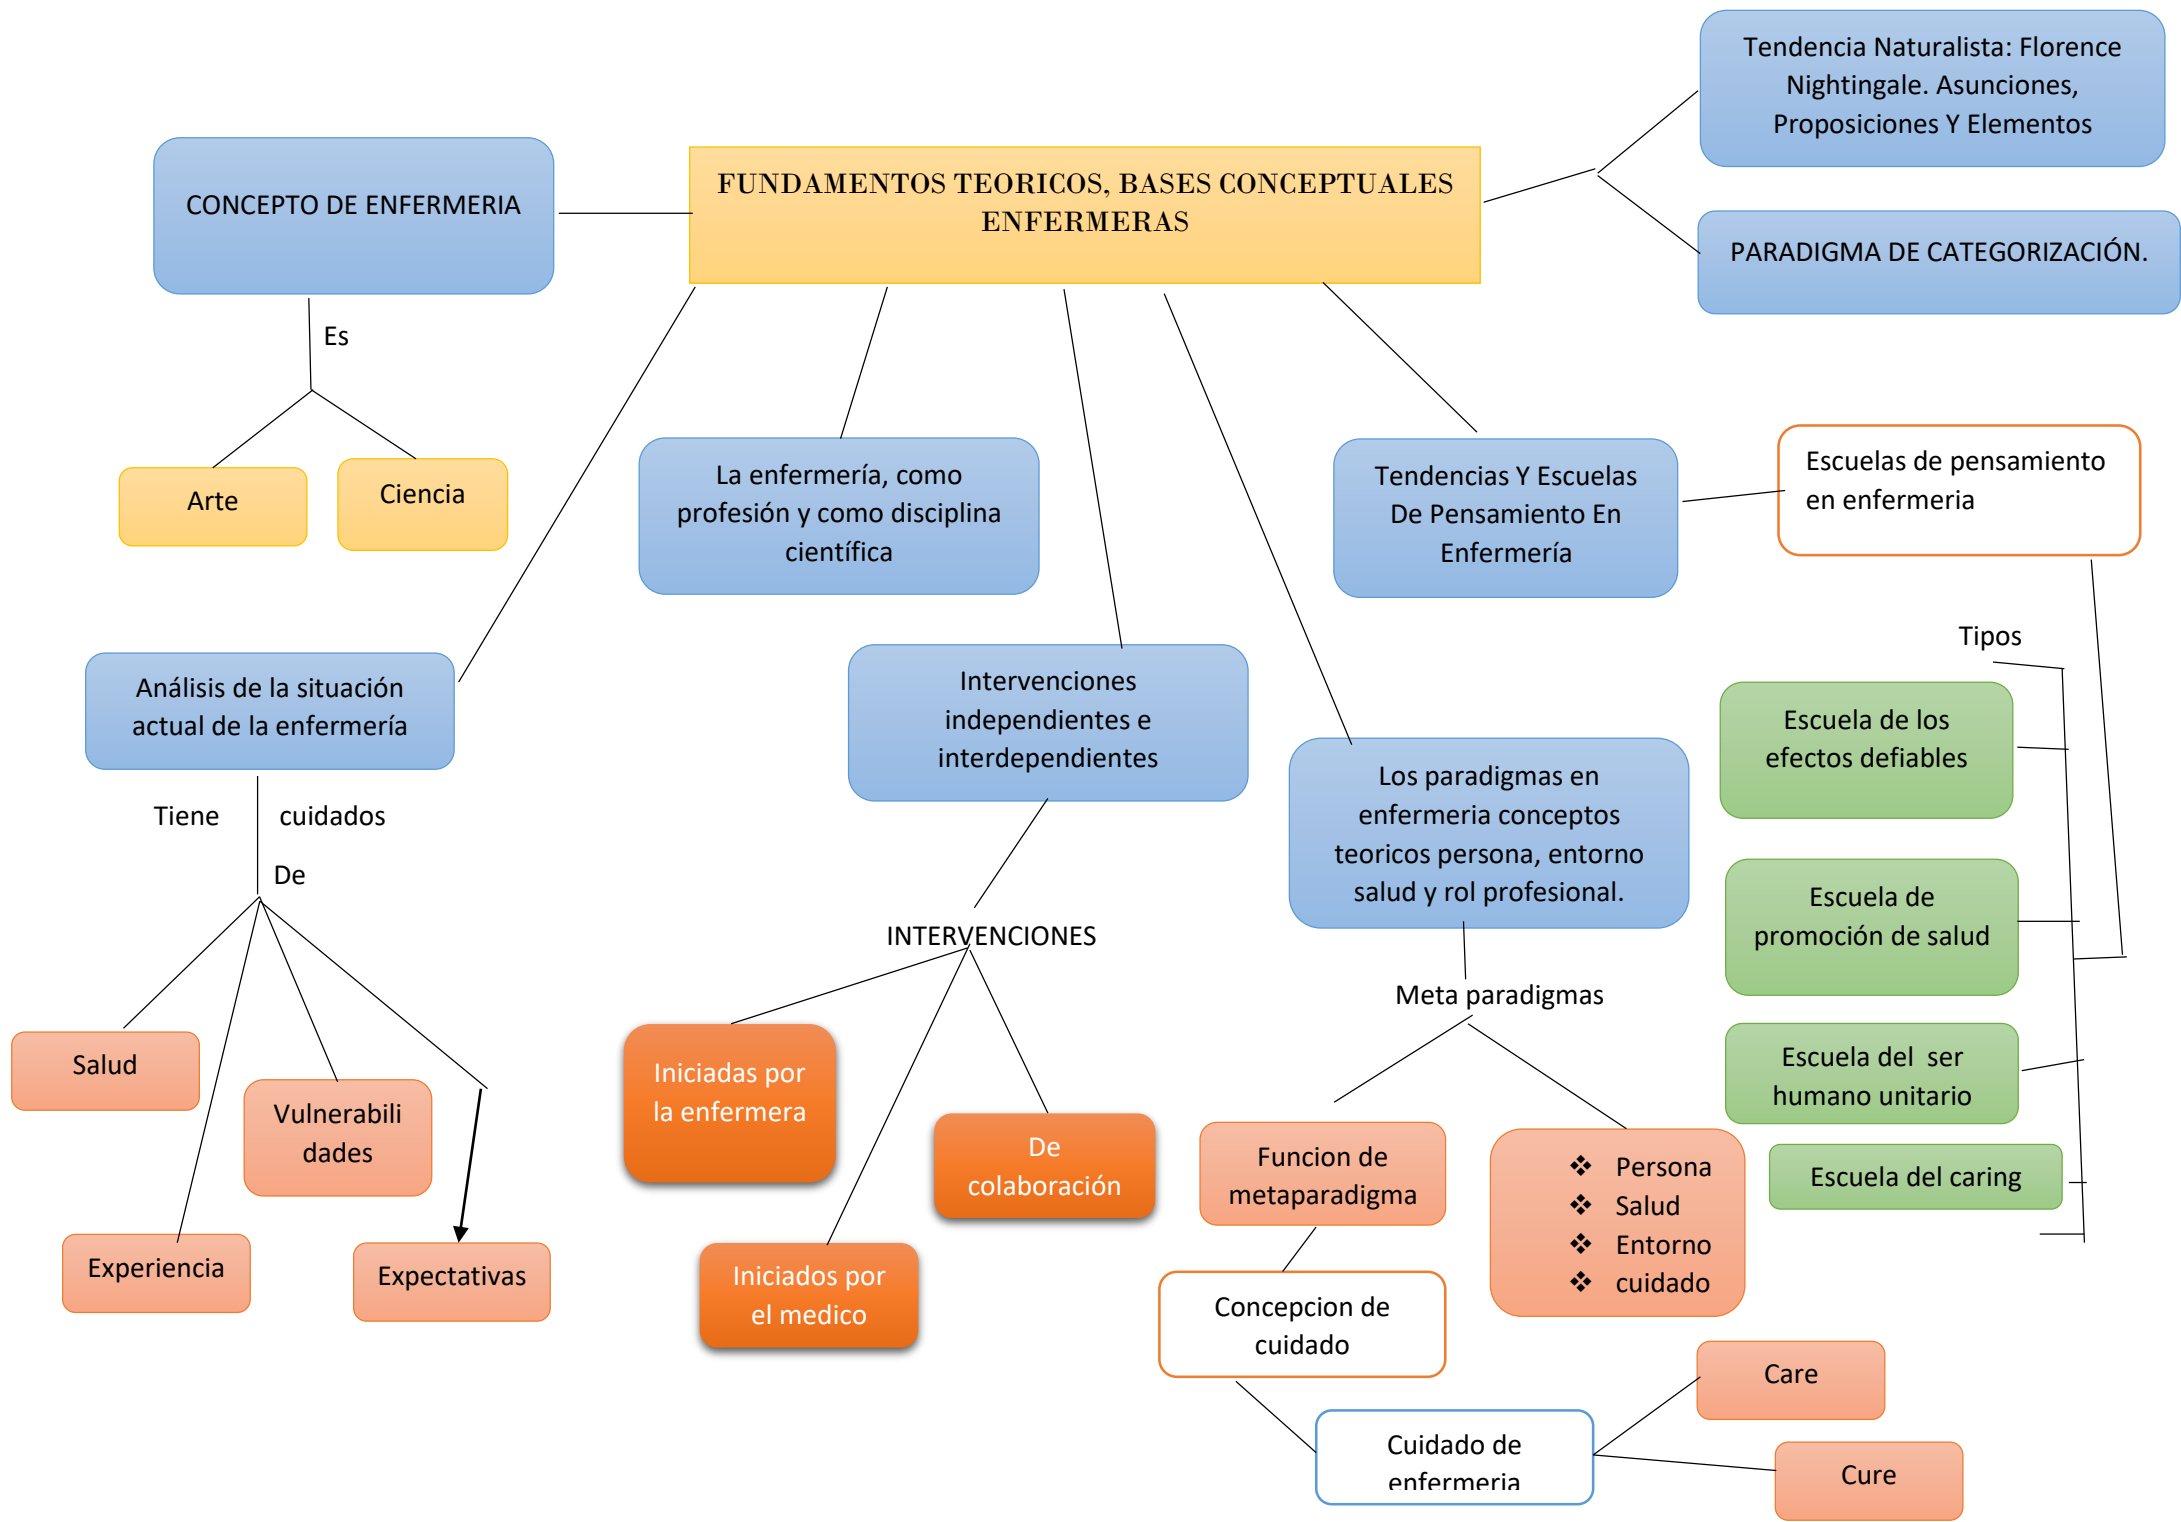 Tendencia Naturalista: Florence
Nightingale. Asunciones,
Proposiciones Y Elementos
CONCEPTO DE ENFERMERIA
FUNDAMENTOS TEORICOS, BASES CONCEPTUALES
ENFERMERAS
PARADIGMA DE CATEGORIZACIÓN.
Es
Arte
Ciencia
La enfermería, como
profesión y como disciplina
científica
Tendencias Y Escuelas
De Pensamiento En
Enfermería
Escuelas de pensamiento
en enfermeria
Tipos
Análisis de la situación
actual de la enfermería
Intervenciones
independientes e
interdependientes
Los paradigmas en
enfermeria conceptos
teoricos persona, entorno
salud y rol profesional.
Escuela de los
efectos defiables
Escuela de
promoción de salud
Escuela del ser
humano unitario
Escuela del caring
Tiene cuidados
De
Salud
Vulnerabili
dades
Experiencia
Expectativas
INTERVENCIONES
Iniciadas por
la enfermera
De
colaboración
Iniciados por
el medico
Meta paradigmas
Funcion de
metaparadigma
❖ Persona
❖ Salud
❖ Entorno
❖ cuidado
Concepcion de
cuidado
Cuidado de
enfermeria
Care
Cure